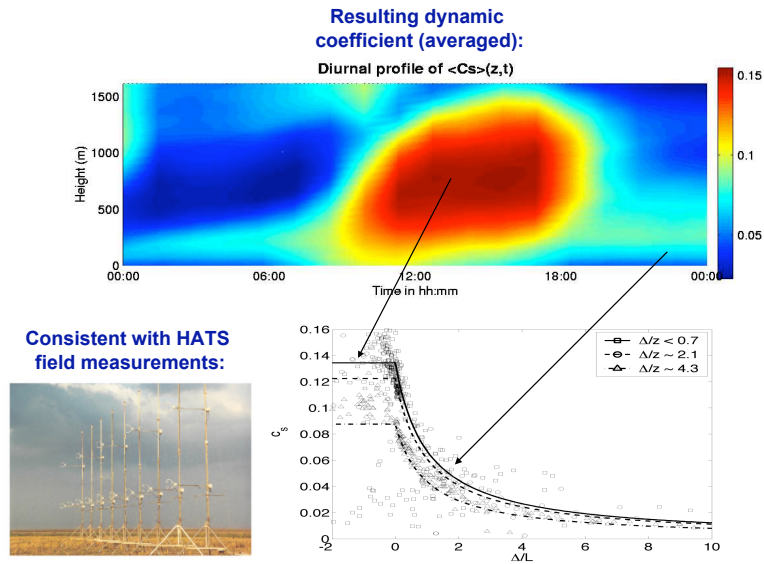 Resulting dynamic
coefficient (averaged):
Diurnal profile of <Cs>(z,t)
1500
1000
500
0
Height (m)
00:00 06:00 12:00 18:00 00:00
Time in hh:mm
0.15
0.1
0.05
Consistent with HATS
field measurements:
0.16
0.14
0.12
0.1
0.08
0.06
0.04
0.02
0
c_s
-2 0 2 4 6 8 10
Δ/L
Δ/z < 0.7
Δ/z ~ 2.1
Δ/z ~ 4.3